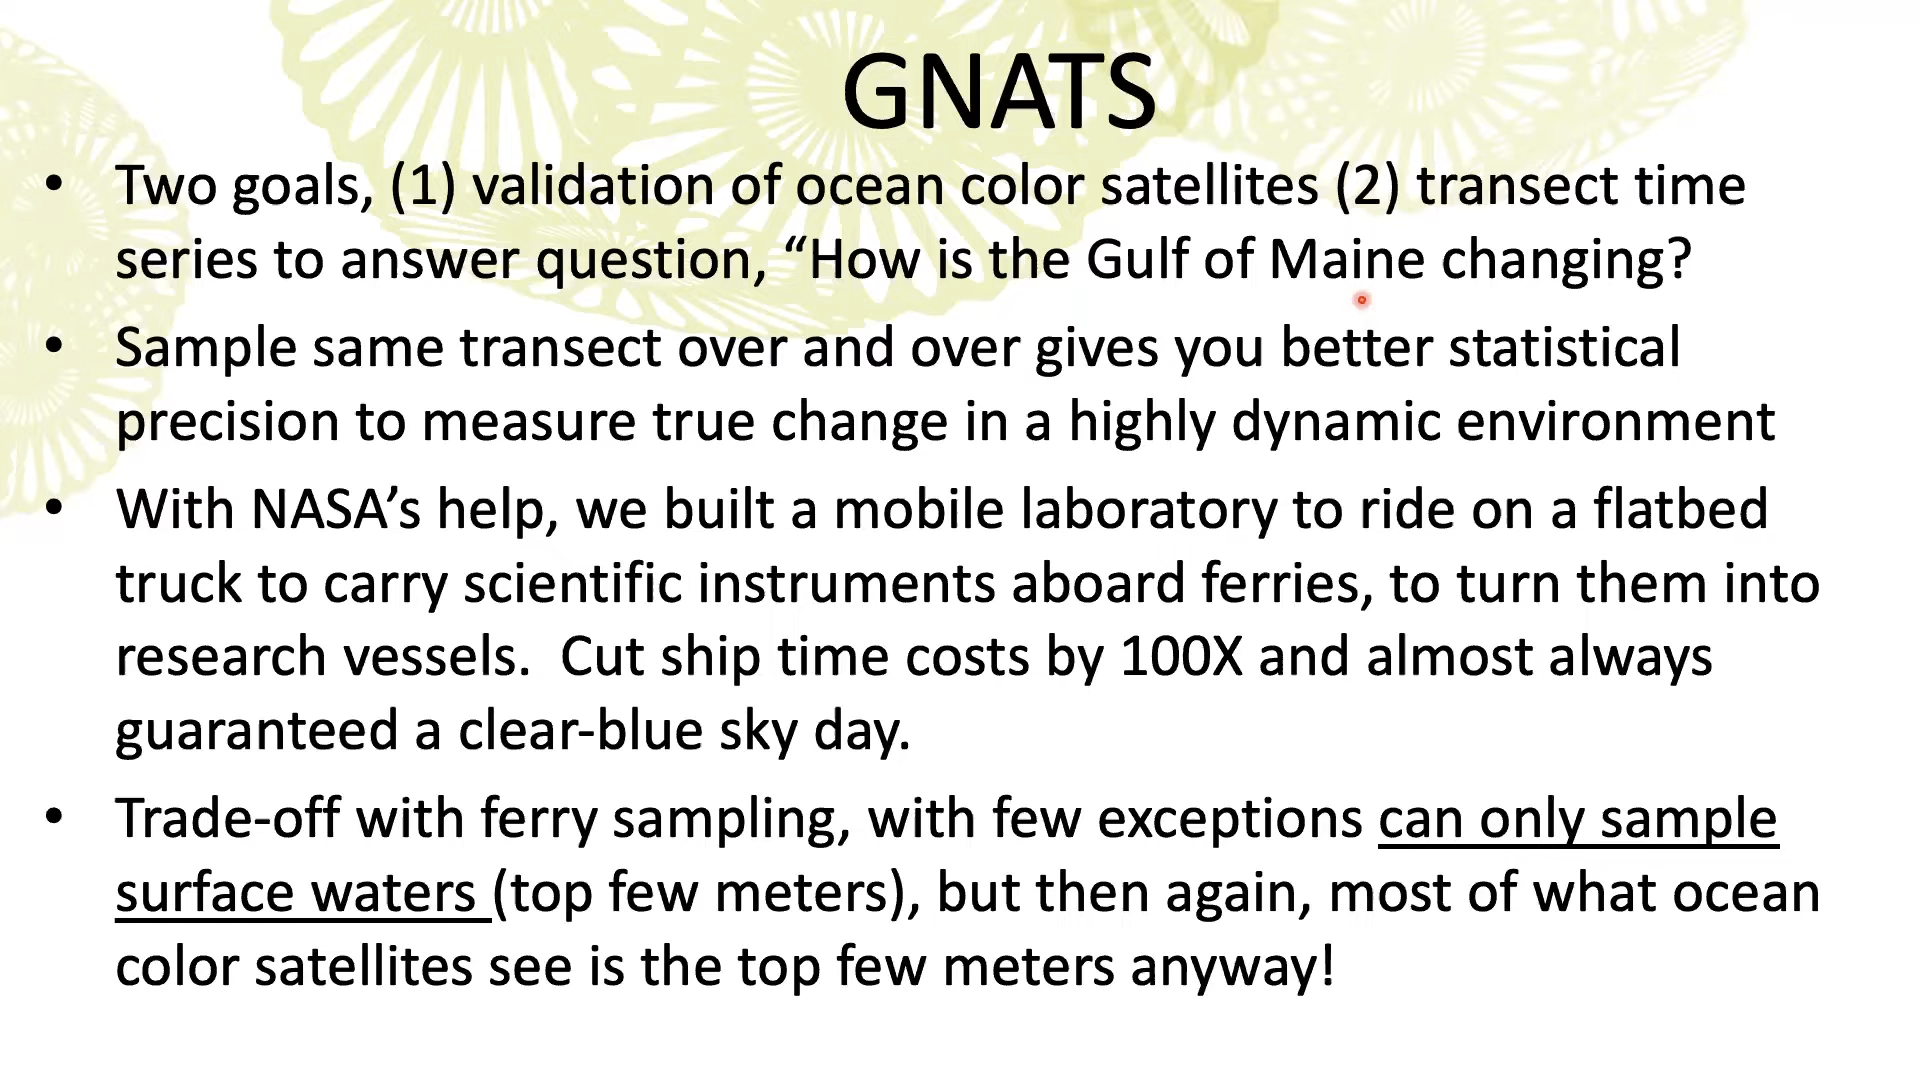 GNATS
• Two goals, (1) validation of ocean color satellites (2) transect time
series to answer question, “How is the Gulf of Maine changing?
• Sample same transect over and over gives you better statistical
precision to measure true change in a highly dynamic environment
• With NASA’s help, we built a mobile laboratory to ride on a flatbed
truck to carry scientific instruments aboard ferries, to turn them into
research vessels.  Cut ship time costs by 100X and almost always
guaranteed a clear-blue sky day.
• Trade-off with ferry sampling, with few exceptions can only sample
surface waters (top few meters), but then again, most of what ocean
color satellites see is the top few meters anyway!